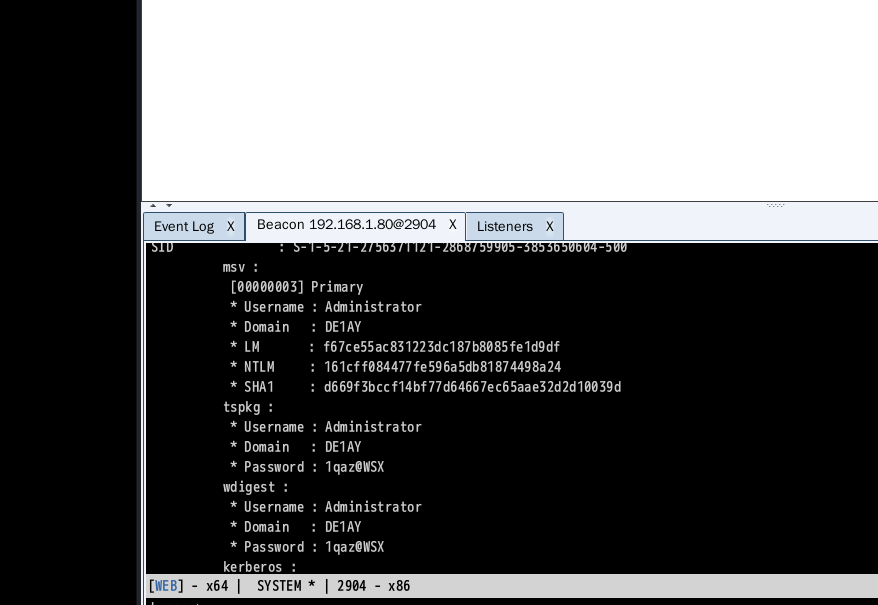 Event Log X Beacon 192.168.1.80@2904 X Listeners X
SID : S-1-5-21-2756371121-2868759905-3853650604-500
msv :
[00000003] Primary
* Username : Administrator
* Domain : DE1AY
* LM : f67ce55ac831223dc187b8085fe1d9df
* NTLM : 161cff084477fe596a5db81874498a24
* SHA1 : d669f3bccf14bf77d64667ec65aae32d2d10039d
tspkg :
* Username : Administrator
* Domain : DE1AY
* Password : 1qaz@WSX
wdigest :
* Username : Administrator
* Domain : DE1AY
* Password : 1qaz@WSX
kerberos :
[WEB] - x64 | SYSTEM * | 2904 - x86